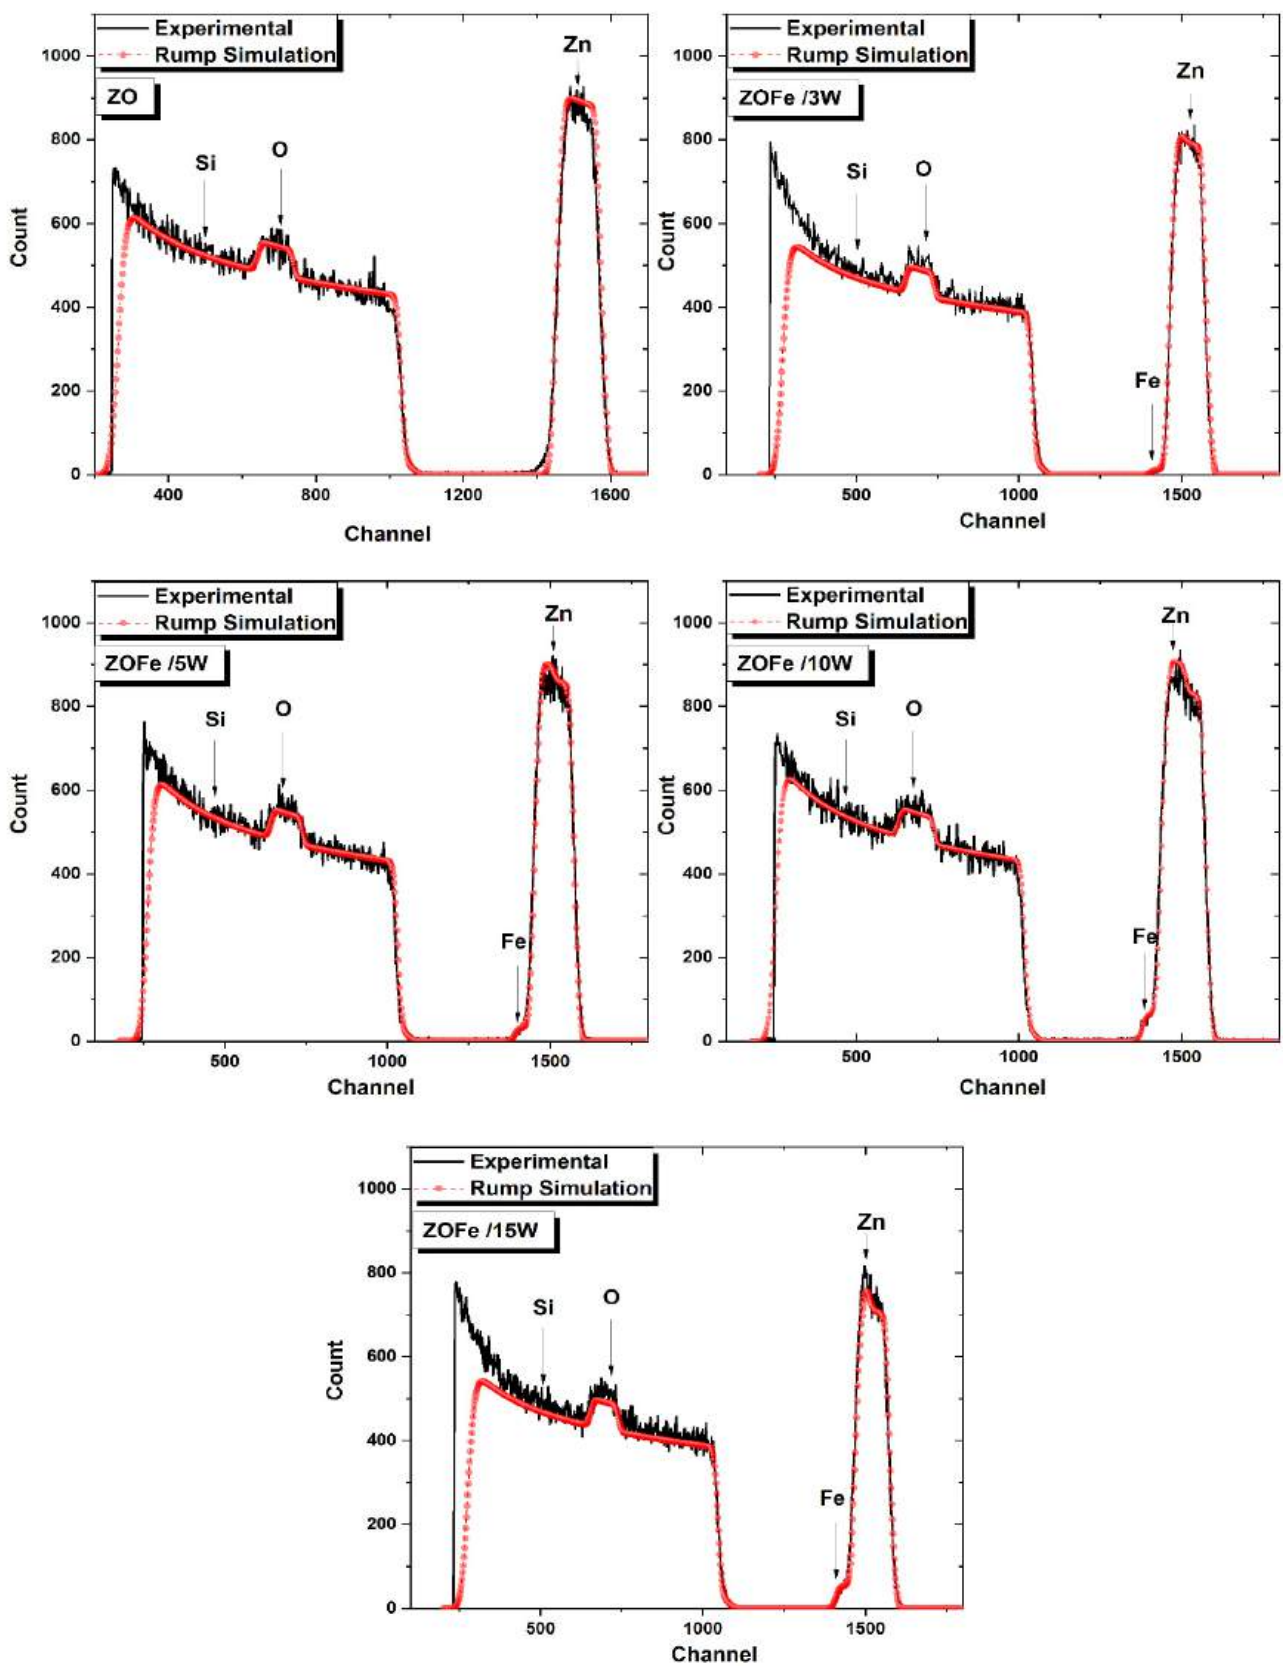 Experimental
Rump Simulation
ZO
Si
O
Zn
1000
800
600
400
200
0
Count
400
800
1200
1600
Channel
Experimental
Rump Simulation
ZOFe /3W
Si
O
Fe
Zn
1000
800
600
400
200
0
Count
500
1000
1500
Channel
Experimental
Rump Simulation
ZOFe /5W
Si
O
Fe
Zn
1000
800
600
400
200
0
Count
500
1000
1500
Channel
Experimental
Rump Simulation
ZOFe /10W
Si
O
Fe
Zn
1000
800
600
400
200
0
Count
500
1000
1500
Channel
Experimental
Rump Simulation
ZOFe /15W
Si
O
Fe
Zn
1000
800
600
400
200
0
Count
500
1000
1500
Channel